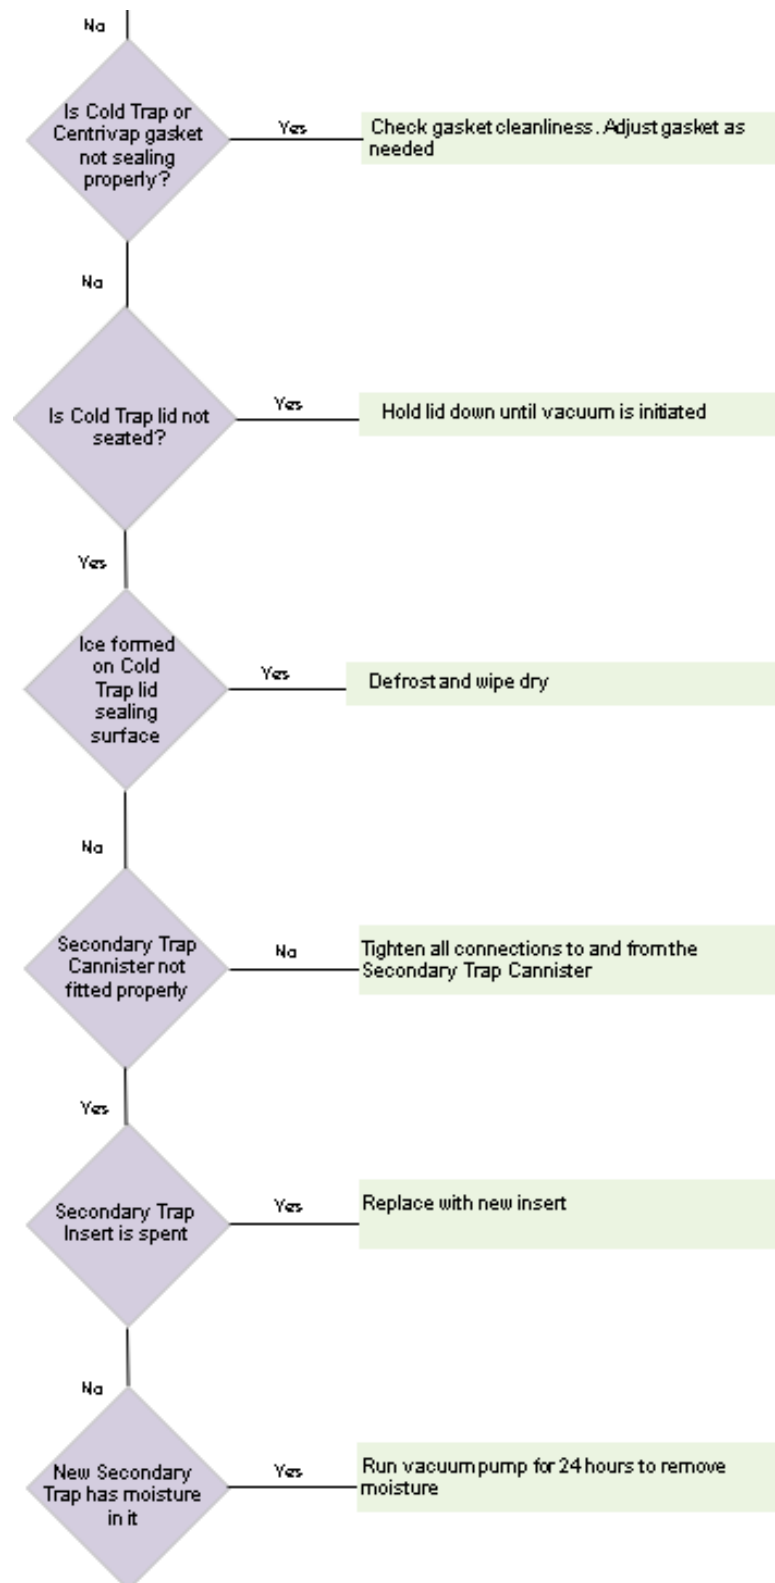 No
Is Cold Trap or
Centrivap gasket
not sealing
properly?
Yes
Check gasket cleanliness. Adjust gasket as
needed
No
Is Cold Trap lid not
seated?
Yes
Hold lid down until vacuum is initiated
Yes
Ice formed
on Cold
Trap lid
sealing
surface
Yes
Defrost and wipe dry
No
Secondary Trap
Cannister not
fitted properly
No
Tighten all connections to and from the
Secondary Trap Cannister
Yes
Secondary Trap
Insert is spent
Yes
Replace with new insert
No
New Secondary
Trap has moisture
in it
Yes
Run vacuum pump for 24 hours to remove
moisture